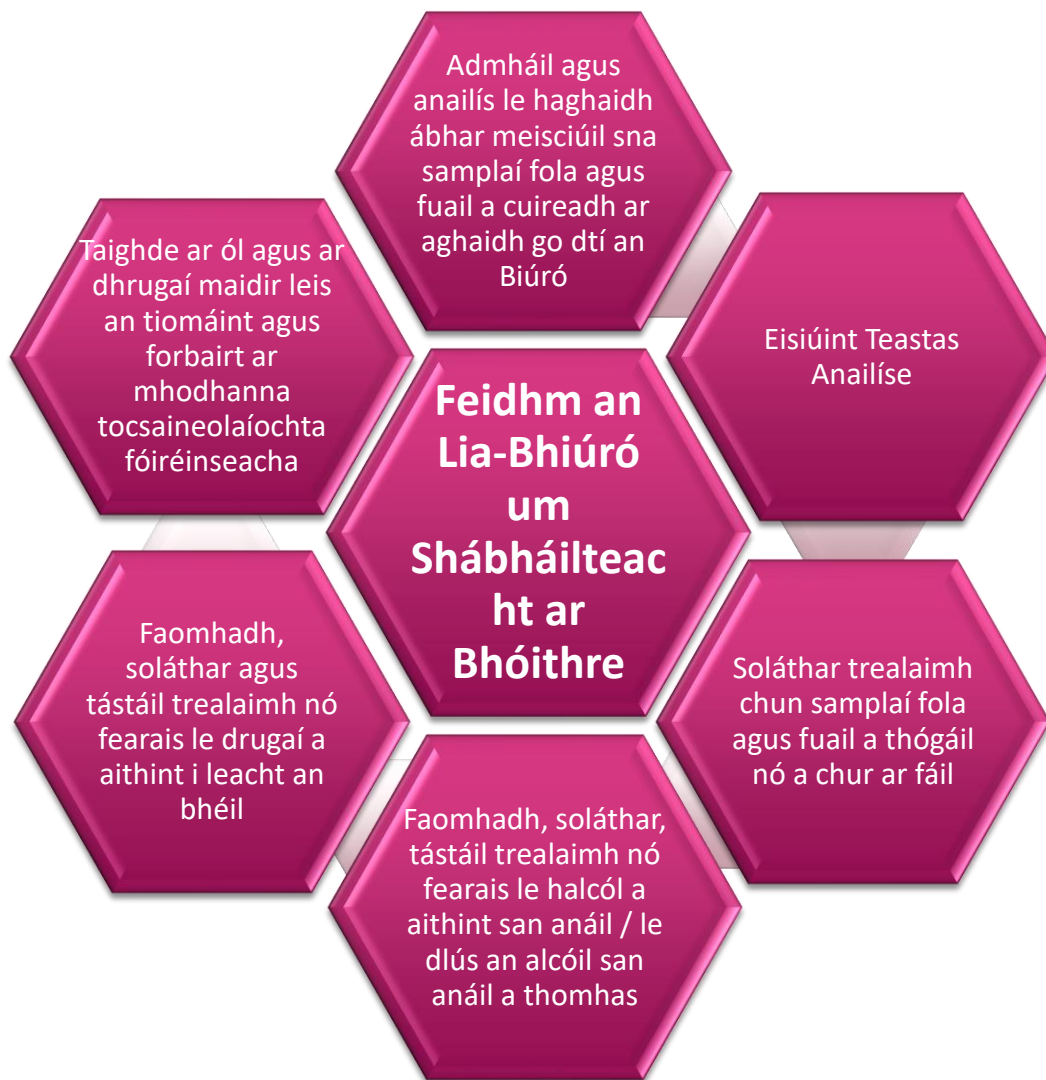 Admháil agus
anailís le haghaidh
ábhar meisciúil sna
samplaí fola agus
fuail a cuireadh ar
aghaidh go dtí an
Biúró
Eisiúint Teastas
Anailíse
Soláthar trealaimh
chun samplaí fola
agus fuail a thógáil
nó a chur ar fáil
Faomhadh, soláthar,
tástáil trealaimh nó
fearais le halcól a
aithint san anáil / le
dlús an alcóil san
anáil a thomhas
Faomhadh,
soláthar agus
tástáil trealaimh nó
fearais le drugaí a
aithint i leacht an
bhéil
Taighde ar ól agus ar
dhrugaí maidir leis
an tiomáint agus
forbairt ar
mhodhanna
tocsaineolaíochta
fóiréinseacha
Feidhm an
Lia-Bhiúró
um
Shábháilteac
ht ar
Bhóithre